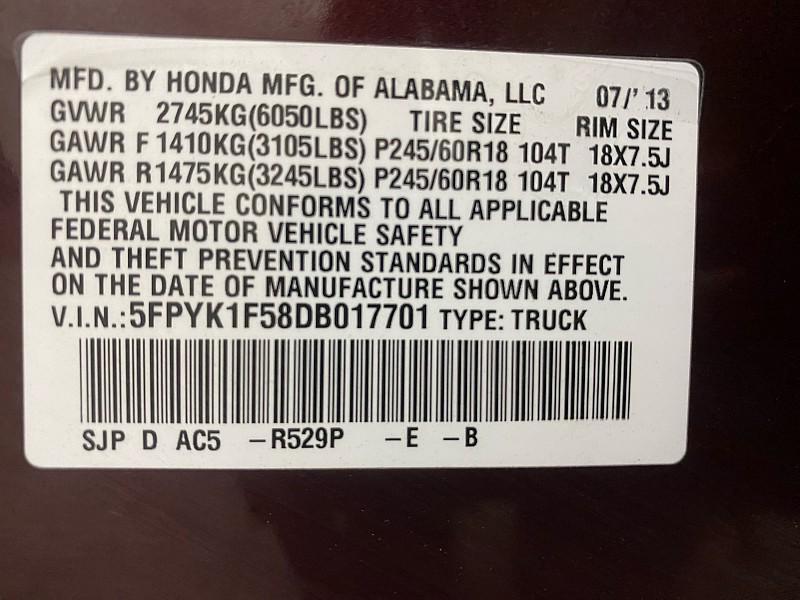 MFD. BY HONDA MFG. OF ALABAMA, LLC 07/' 13
GVWR 2745KG(6050LBS) TIRE SIZE RIM SIZE
GAWR F 1410KG(3105LBS) P245/60R18 104T 18X7.5J
GAWR R1475KG(3245LBS) P245/60R18 104T 18X7.5J
THIS VEHICLE CONFORMS TO ALL APPLICABLE
FEDERAL MOTOR VEHICLE SAFETY
AND THEFT PREVENTION STANDARDS IN EFFECT
ON THE DATE OF MANUFACTURE SHOWN ABOVE.
V.I.N.:5FPYK1F58DB017701 TYPE: TRUCK
SJP D AC5 –R529P –E –B